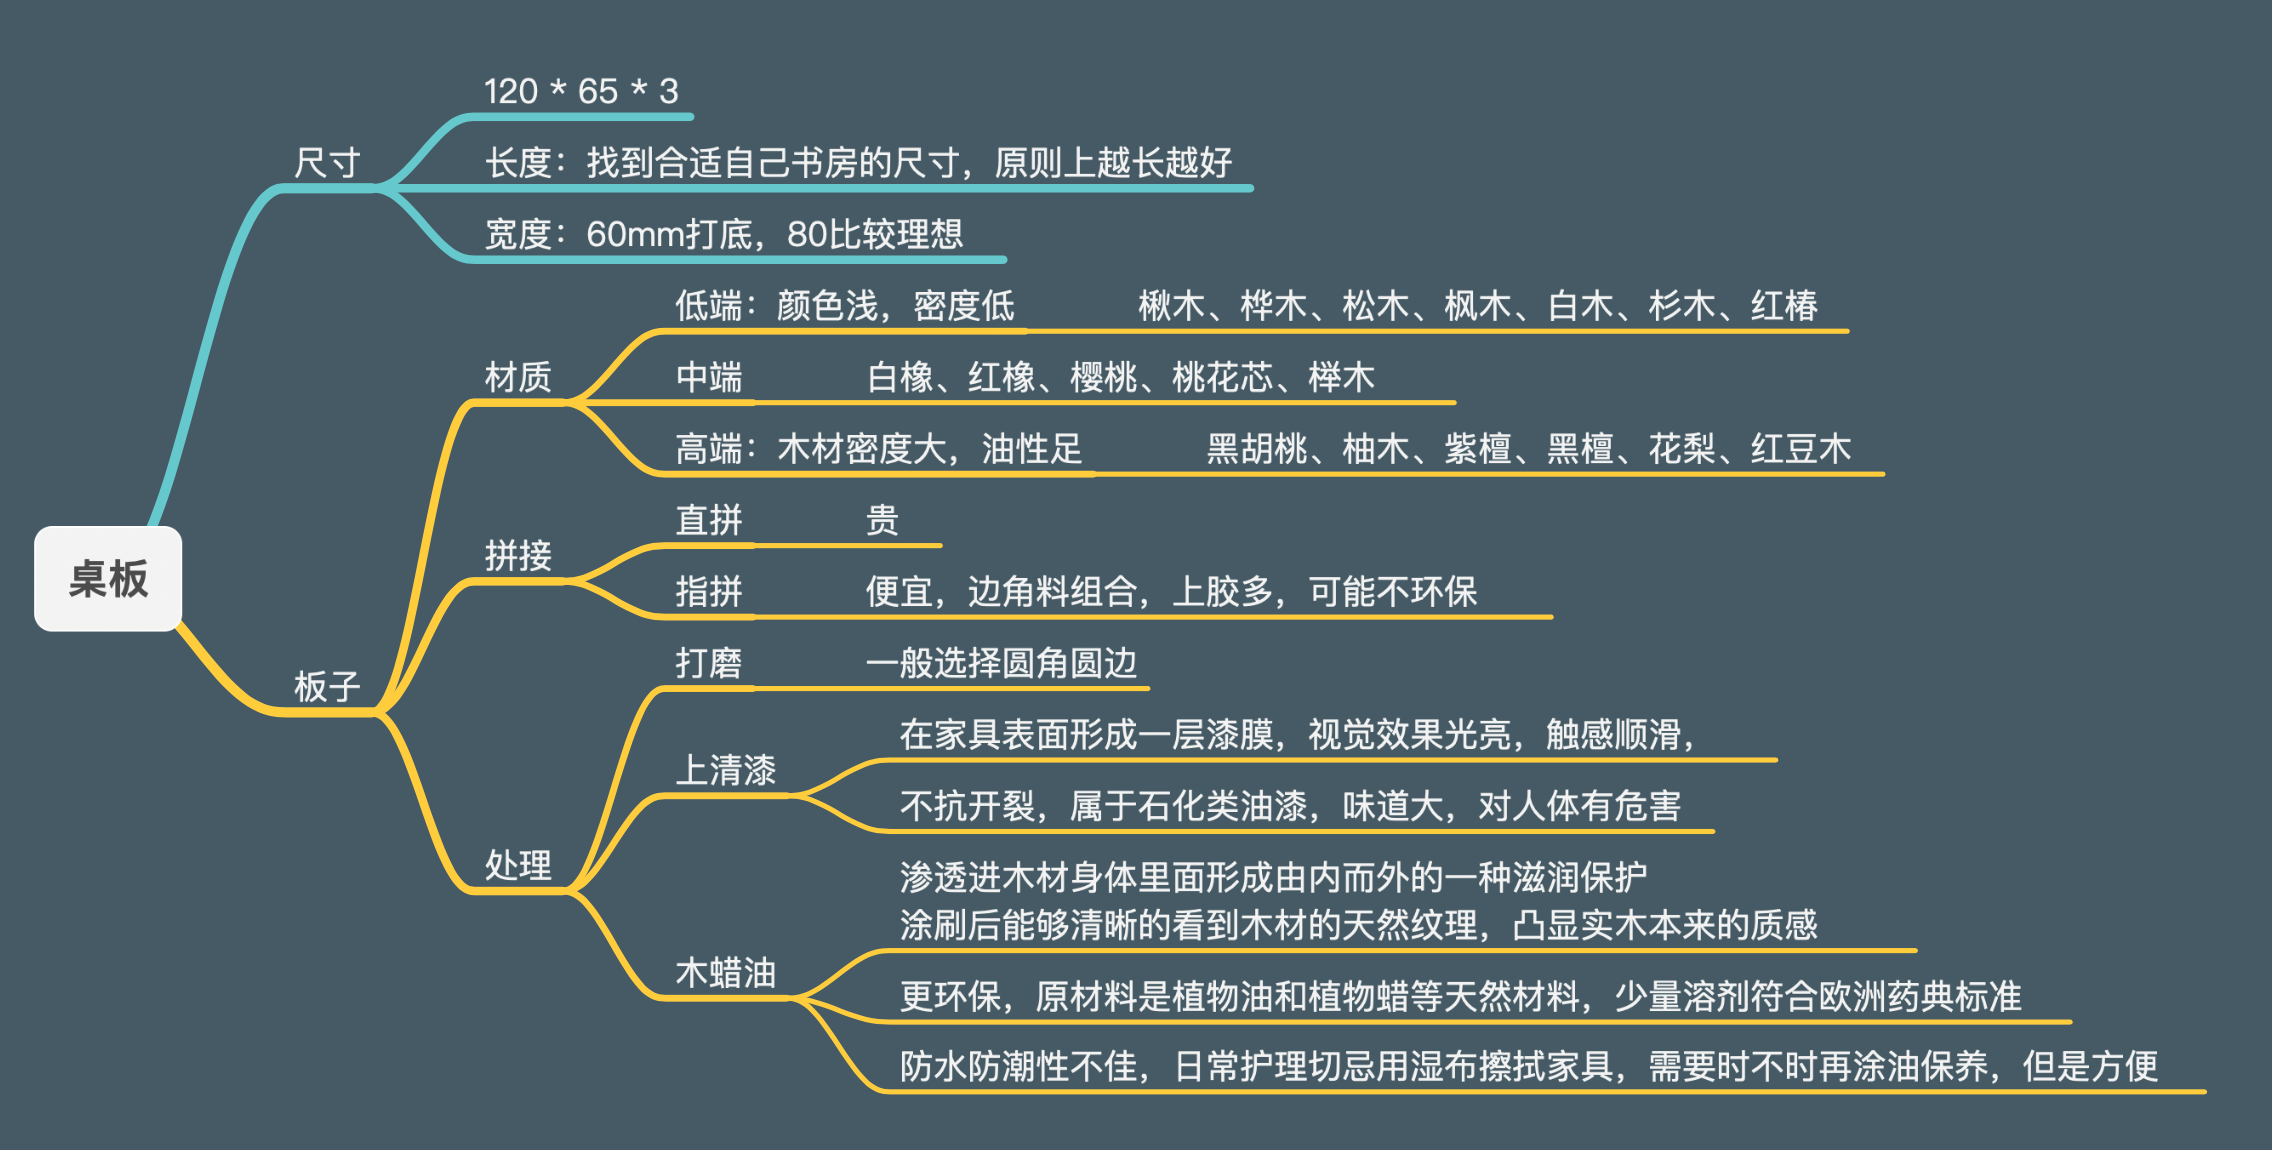 桌板
尺寸
120 * 65 * 3
长度：找到合适自己书房的尺寸，原则上越长越好
宽度：60mm打底，80比较理想
板子
材质
低端：颜色浅，密度低
楸木、桦木、松木、枫木、白木、杉木、红椿
中端
白橡、红橡、樱桃、桃花芯、榉木
高端：木材密度大，油性足
黑胡桃、柚木、紫檀、黑檀、花梨、红豆木
拼接
直拼
贵
指拼
便宜，边角料组合，上胶多，可能不环保
处理
打磨
一般选择圆角圆边
上清漆
在家具表面形成一层漆膜，视觉效果光亮，触感顺滑，
不抗开裂，属于石化类油漆，味道大，对人体有危害
木蜡油
渗透进木材身体里面形成由内而外的一种滋润保护
涂刷后能够清晰的看到木材的天然纹理，凸显实木本来的质感
更环保，原材料是植物油和植物蜡等天然材料，少量溶剂符合欧洲药典标准
防水防潮性不佳，日常护理切忌用湿布擦拭家具，需要时不时再涂油保养，但是方便